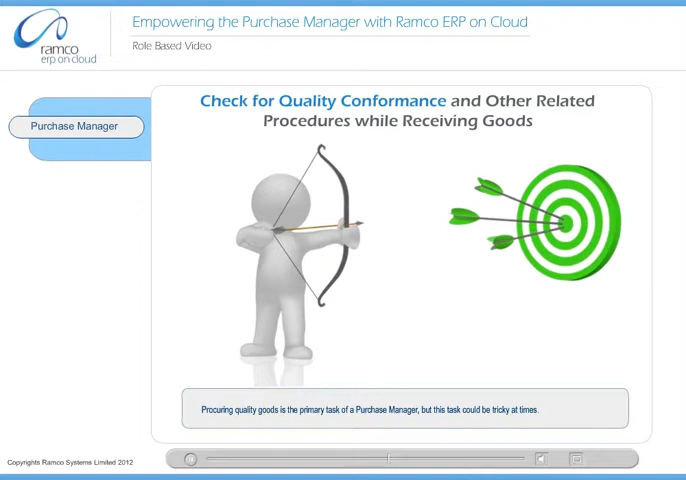 Empowering the Purchase Manager with Ramco ERP on Cloud
Role Based Video
ramco
erp on cloud
Purchase Manager
Check for Quality Conformance and Other Related
Procedures while Receiving Goods
Procuring quality goods is the primary task of a Purchase Manager, but this task could be tricky at times.
Copyrights Ramco Systems Limited 2012